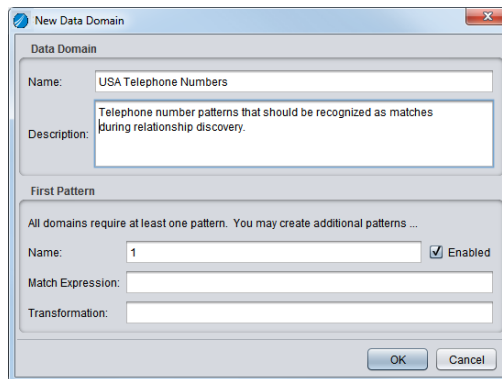 New Data Domain
Data Domain
Name: USA Telephone Numbers
Description: Telephone number patterns that should be recognized as matches
during relationship discovery.
First Pattern
All domains require at least one pattern. You may create additional patterns ...
Name: 1 Enabled
Match Expression:
Transformation:
OK Cancel